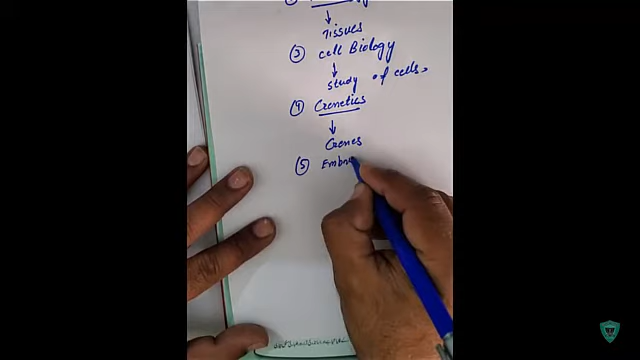 Tissues
③ cell Biology
study of cells.
④ Genetics
Genes
⑤ Embr